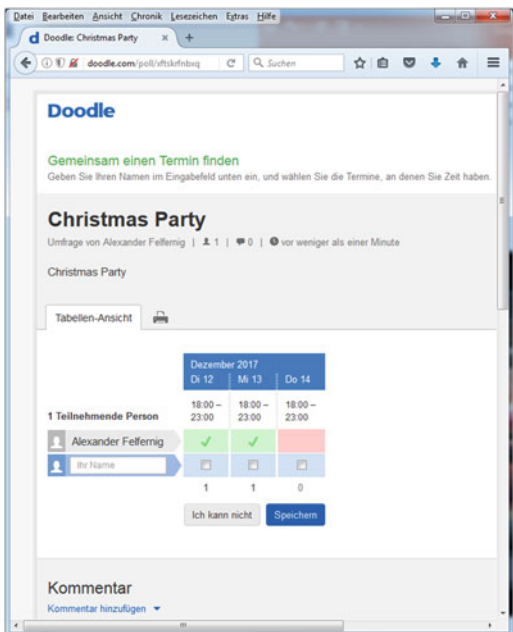 Datei Bearbeiten Ansicht Chronik Lesezeichen Extras Hilfe
Doodle: Christmas Party × +
doodle.com/poll/xftskrfnbxq Suchen
Doodle
Gemeinsam einen Termin finden
Geben Sie Ihren Namen im Eingabefeld unten ein, und wählen Sie die Termine, an denen Sie Zeit haben.
Christmas Party
Umfrage von Alexander Felfernig | 1 | 0 | vor weniger als einer Minute
Christmas Party
Tabellen-Ansicht
Dezember 2017
Di 12 Mi 13 Do 14
18:00 – 18:00 – 18:00 –
1 Teilnehmende Person 23:00 23:00 23:00
Alexander Felfernig ✓ ✓
Ihr Name
1 1 0
Ich kann nicht Speichern
Kommentar
Kommentar hinzufügen